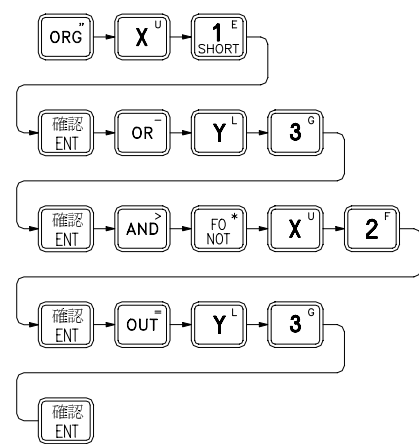 ORG " X U 1 E SHORT
確認 ENT OR - Y L 3 G
確認 ENT AND > FO * NOT X U 2 F
確認 ENT OUT = Y L 3 G
確認 ENT